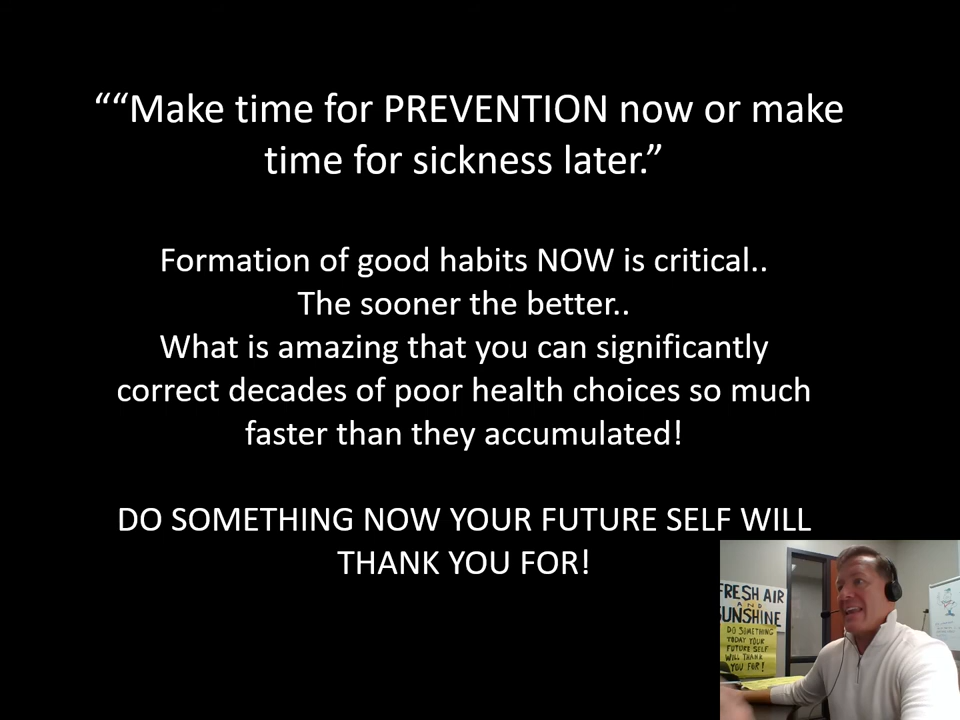 ““Make time for PREVENTION now or make
time for sickness later.”
Formation of good habits NOW is critical..
The sooner the better..
What is amazing that you can significantly
correct decades of poor health choices so much
faster than they accumulated!
DO SOMETHING NOW YOUR FUTURE SELF WILL
THANK YOU FOR!
FRESH AIR
AND
SUNSHINE
DO SOMETHING
TODAY YOUR
FUTURE SELF
WILL THANK
YOU FOR!